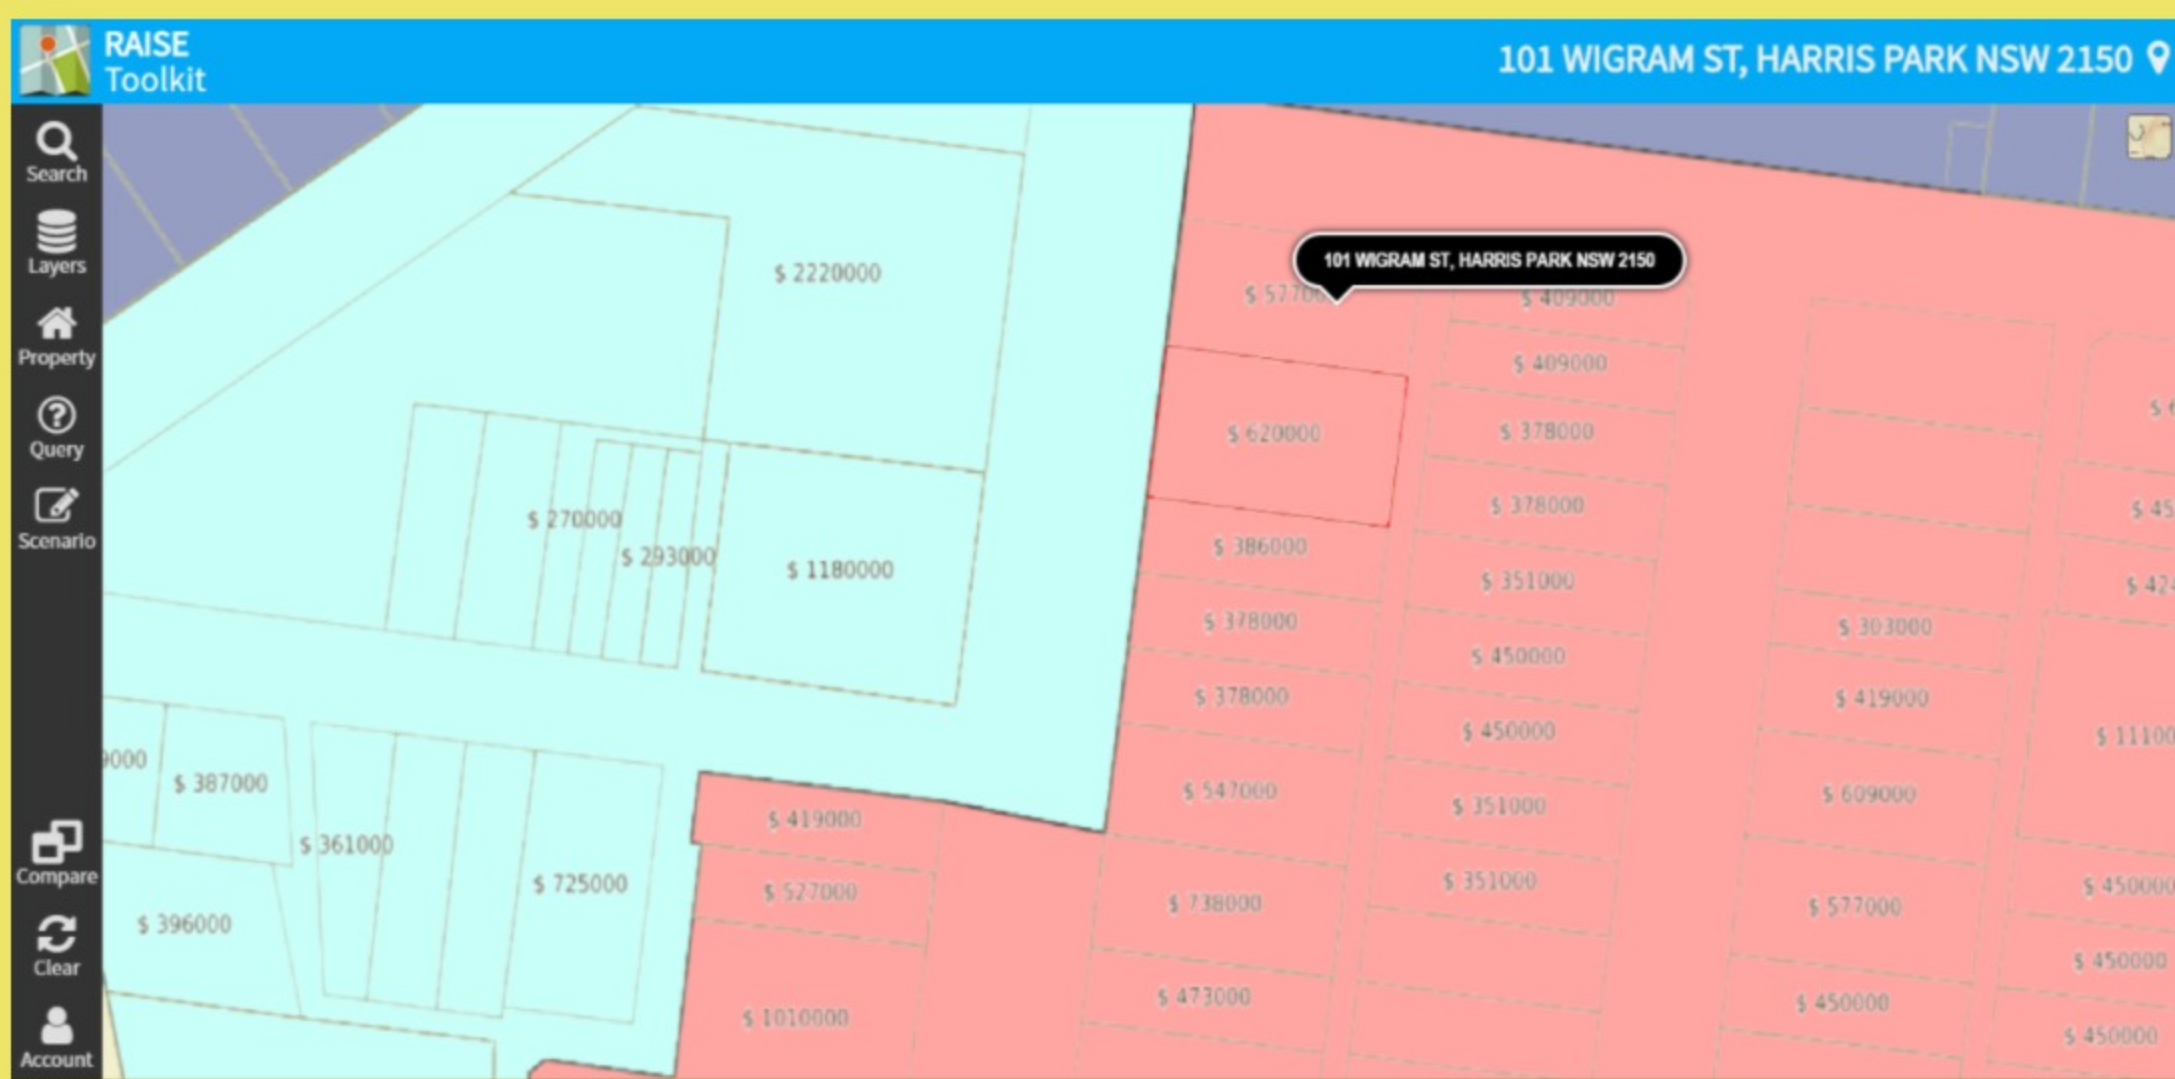 RAISE
Toolkit
101 WIGRAM ST, HARRIS PARK NSW 2150
Search
Layers
Property
Query
Scenario
Compare
Clear
Account
101 WIGRAM ST, HARRIS PARK NSW 2150
$ 2220000
$ 409000
$ 409000
$ 620000
$ 378000
$ 270000
$ 378000
$ 293000
$ 1180000
$ 386000
$ 351000
$ 378000
$ 303000
$ 450000
$ 378000
$ 419000
$ 450000
$ 387000
$ 547000
$ 609000
$ 419000
$ 351000
$ 361000
$ 725000
$ 527000
$ 351000
$ 450000
$ 738000
$ 577000
$ 396000
$ 450000
$ 473000
$ 450000
$ 1010000
$ 450000